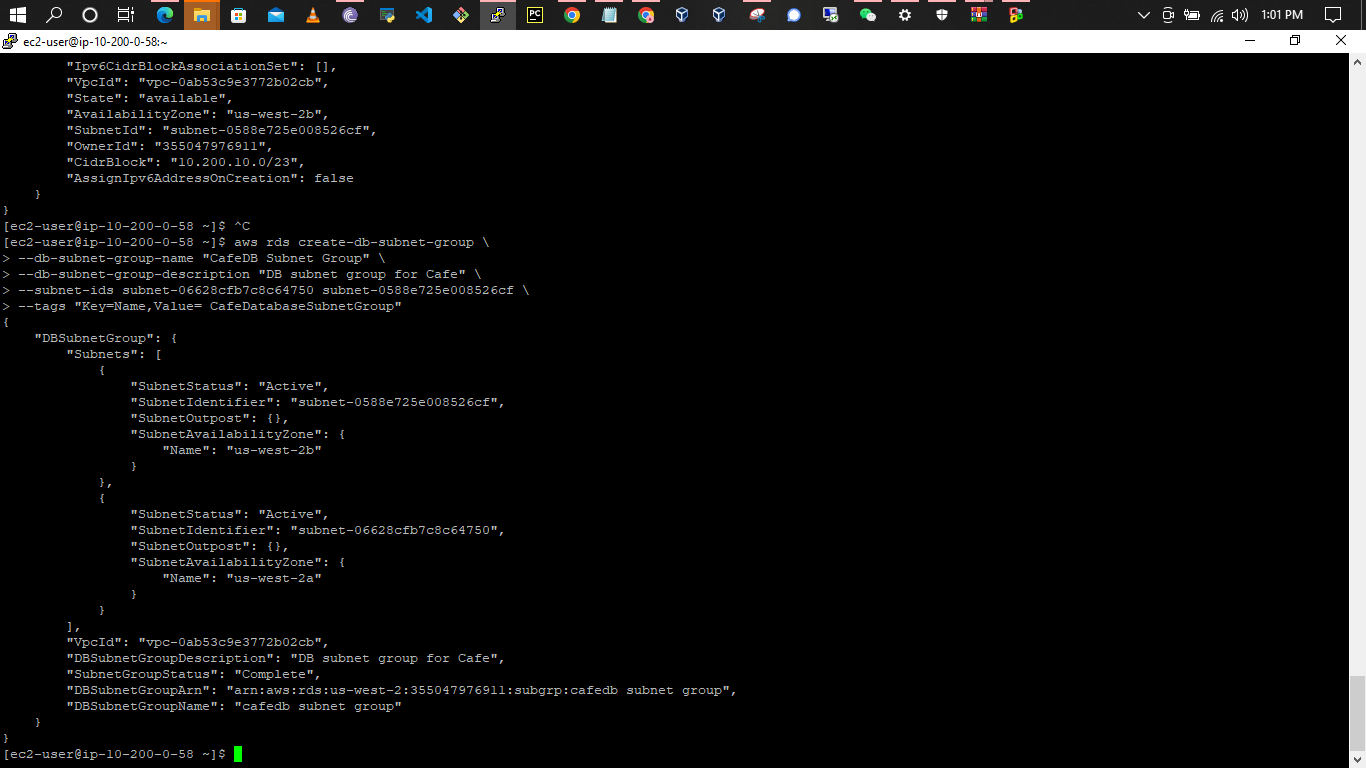 1:01 PM
ec2-user@ip-10-200-0-58:~
        "Ipv6CidrBlockAssociationSet": [],
        "VpcId": "vpc-0ab53c9e3772b02cb",
        "State": "available",
        "AvailabilityZone": "us-west-2b",
        "SubnetId": "subnet-0588e725e008526cf",
        "OwnerId": "355047976911",
        "CidrBlock": "10.200.10.0/23",
        "AssignIpv6AddressOnCreation": false
    }
}
[ec2-user@ip-10-200-0-58 ~]$ ^C
[ec2-user@ip-10-200-0-58 ~]$ aws rds create-db-subnet-group \
> --db-subnet-group-name "CafeDB Subnet Group" \
> --db-subnet-group-description "DB subnet group for Cafe" \
> --subnet-ids subnet-06628cfb7c8c64750 subnet-0588e725e008526cf \
> --tags "Key=Name,Value= CafeDatabaseSubnetGroup"
{
    "DBSubnetGroup": {
        "Subnets": [
            {
                "SubnetStatus": "Active",
                "SubnetIdentifier": "subnet-0588e725e008526cf",
                "SubnetOutpost": {},
                "SubnetAvailabilityZone": {
                    "Name": "us-west-2b"
                }
            },
            {
                "SubnetStatus": "Active",
                "SubnetIdentifier": "subnet-06628cfb7c8c64750",
                "SubnetOutpost": {},
                "SubnetAvailabilityZone": {
                    "Name": "us-west-2a"
                }
            }
        ],
        "VpcId": "vpc-0ab53c9e3772b02cb",
        "DBSubnetGroupDescription": "DB subnet group for Cafe",
        "SubnetGroupStatus": "Complete",
        "DBSubnetGroupArn": "arn:aws:rds:us-west-2:355047976911:subgrp:cafedb subnet group",
        "DBSubnetGroupName": "cafedb subnet group"
    }
}
[ec2-user@ip-10-200-0-58 ~]$